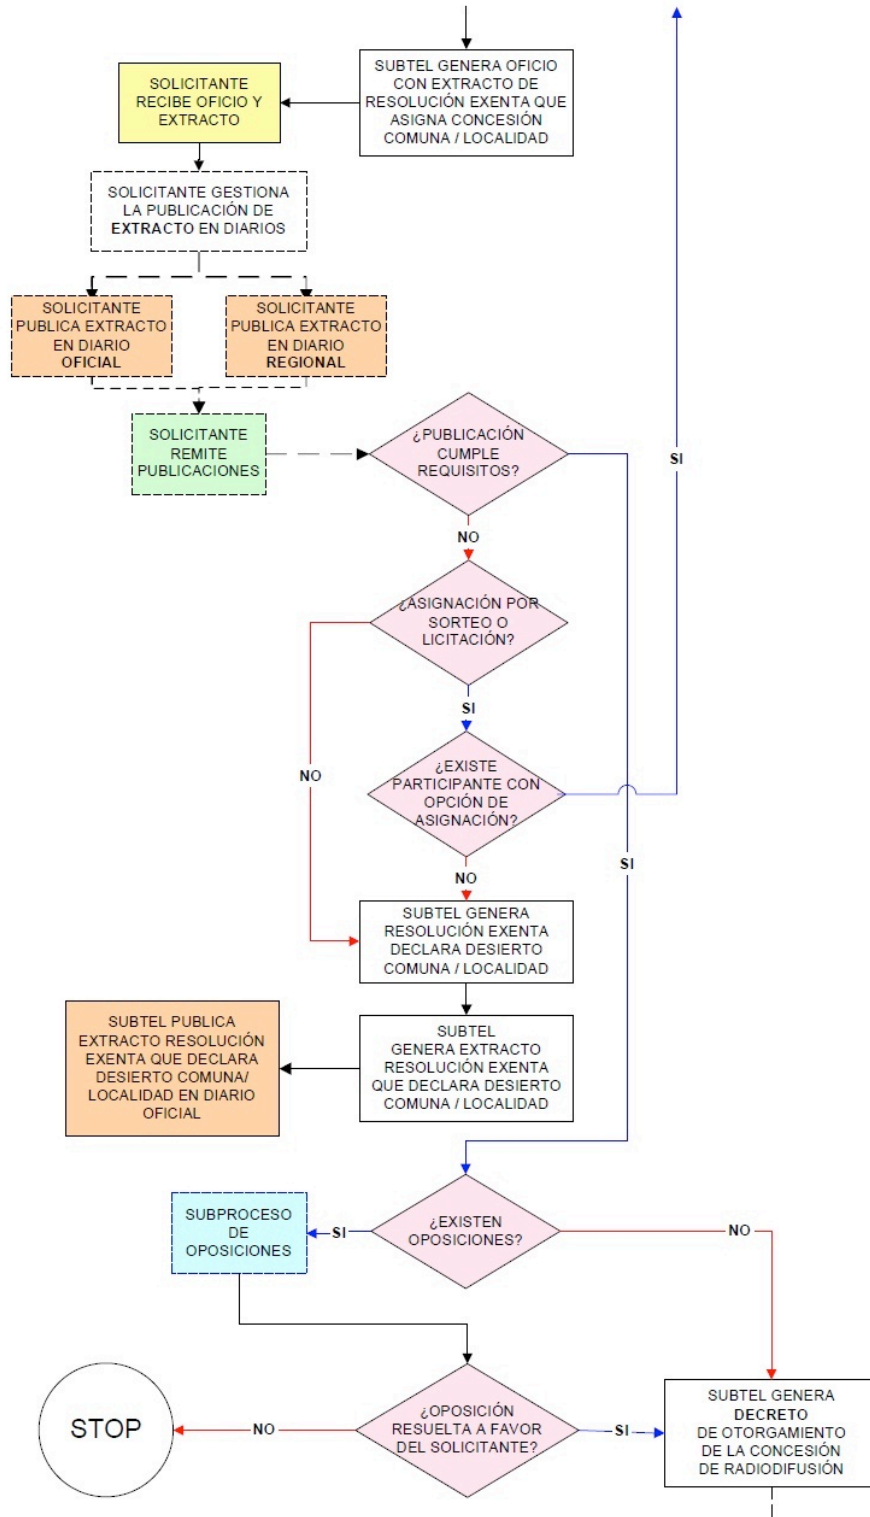 SUBTEL GENERA OFICIO
CON EXTRACTO DE
RESOLUCIÓN EXENTA QUE
ASIGNA CONCESIÓN
COMUNA / LOCALIDAD
SOLICITANTE
RECIBE OFICIO Y
EXTRACTO
SOLICITANTE GESTIONA
LA PUBLICACIÓN DE
EXTRACTO EN DIARIOS
SOLICITANTE
PUBLICA EXTRACTO
EN DIARIO
OFICIAL
SOLICITANTE
PUBLICA EXTRACTO
EN DIARIO
REGIONAL
SOLICITANTE
REMITE
PUBLICACIONES
¿PUBLICACIÓN
CUMPLE
REQUISITOS?
SI
NO
¿ASIGNACIÓN POR
SORTEO O
LICITACIÓN?
SI
NO
¿EXISTE
PARTICIPANTE CON
OPCIÓN DE
ASIGNACIÓN?
SI
NO
SUBTEL GENERA
RESOLUCIÓN EXENTA
DECLARA DESIERTO
COMUNA / LOCALIDAD
SUBTEL
GENERA EXTRACTO
RESOLUCIÓN EXENTA
QUE DECLARA DESIERTO
COMUNA / LOCALIDAD
SUBTEL PUBLICA
EXTRACTO RESOLUCIÓN
EXENTA QUE DECLARA
DESIERTO COMUNA/
LOCALIDAD EN DIARIO
OFICIAL
¿EXISTEN
OPOSICIONES?
SI
NO
SUBPROCESO
DE
OPOSICIONES
¿OPOSICIÓN
RESUELTA A FAVOR
DEL SOLICITANTE?
NO
SI
STOP
SUBTEL GENERA
DECRETO
DE OTORGAMIENTO
DE LA CONCESIÓN
DE RADIODIFUSIÓN